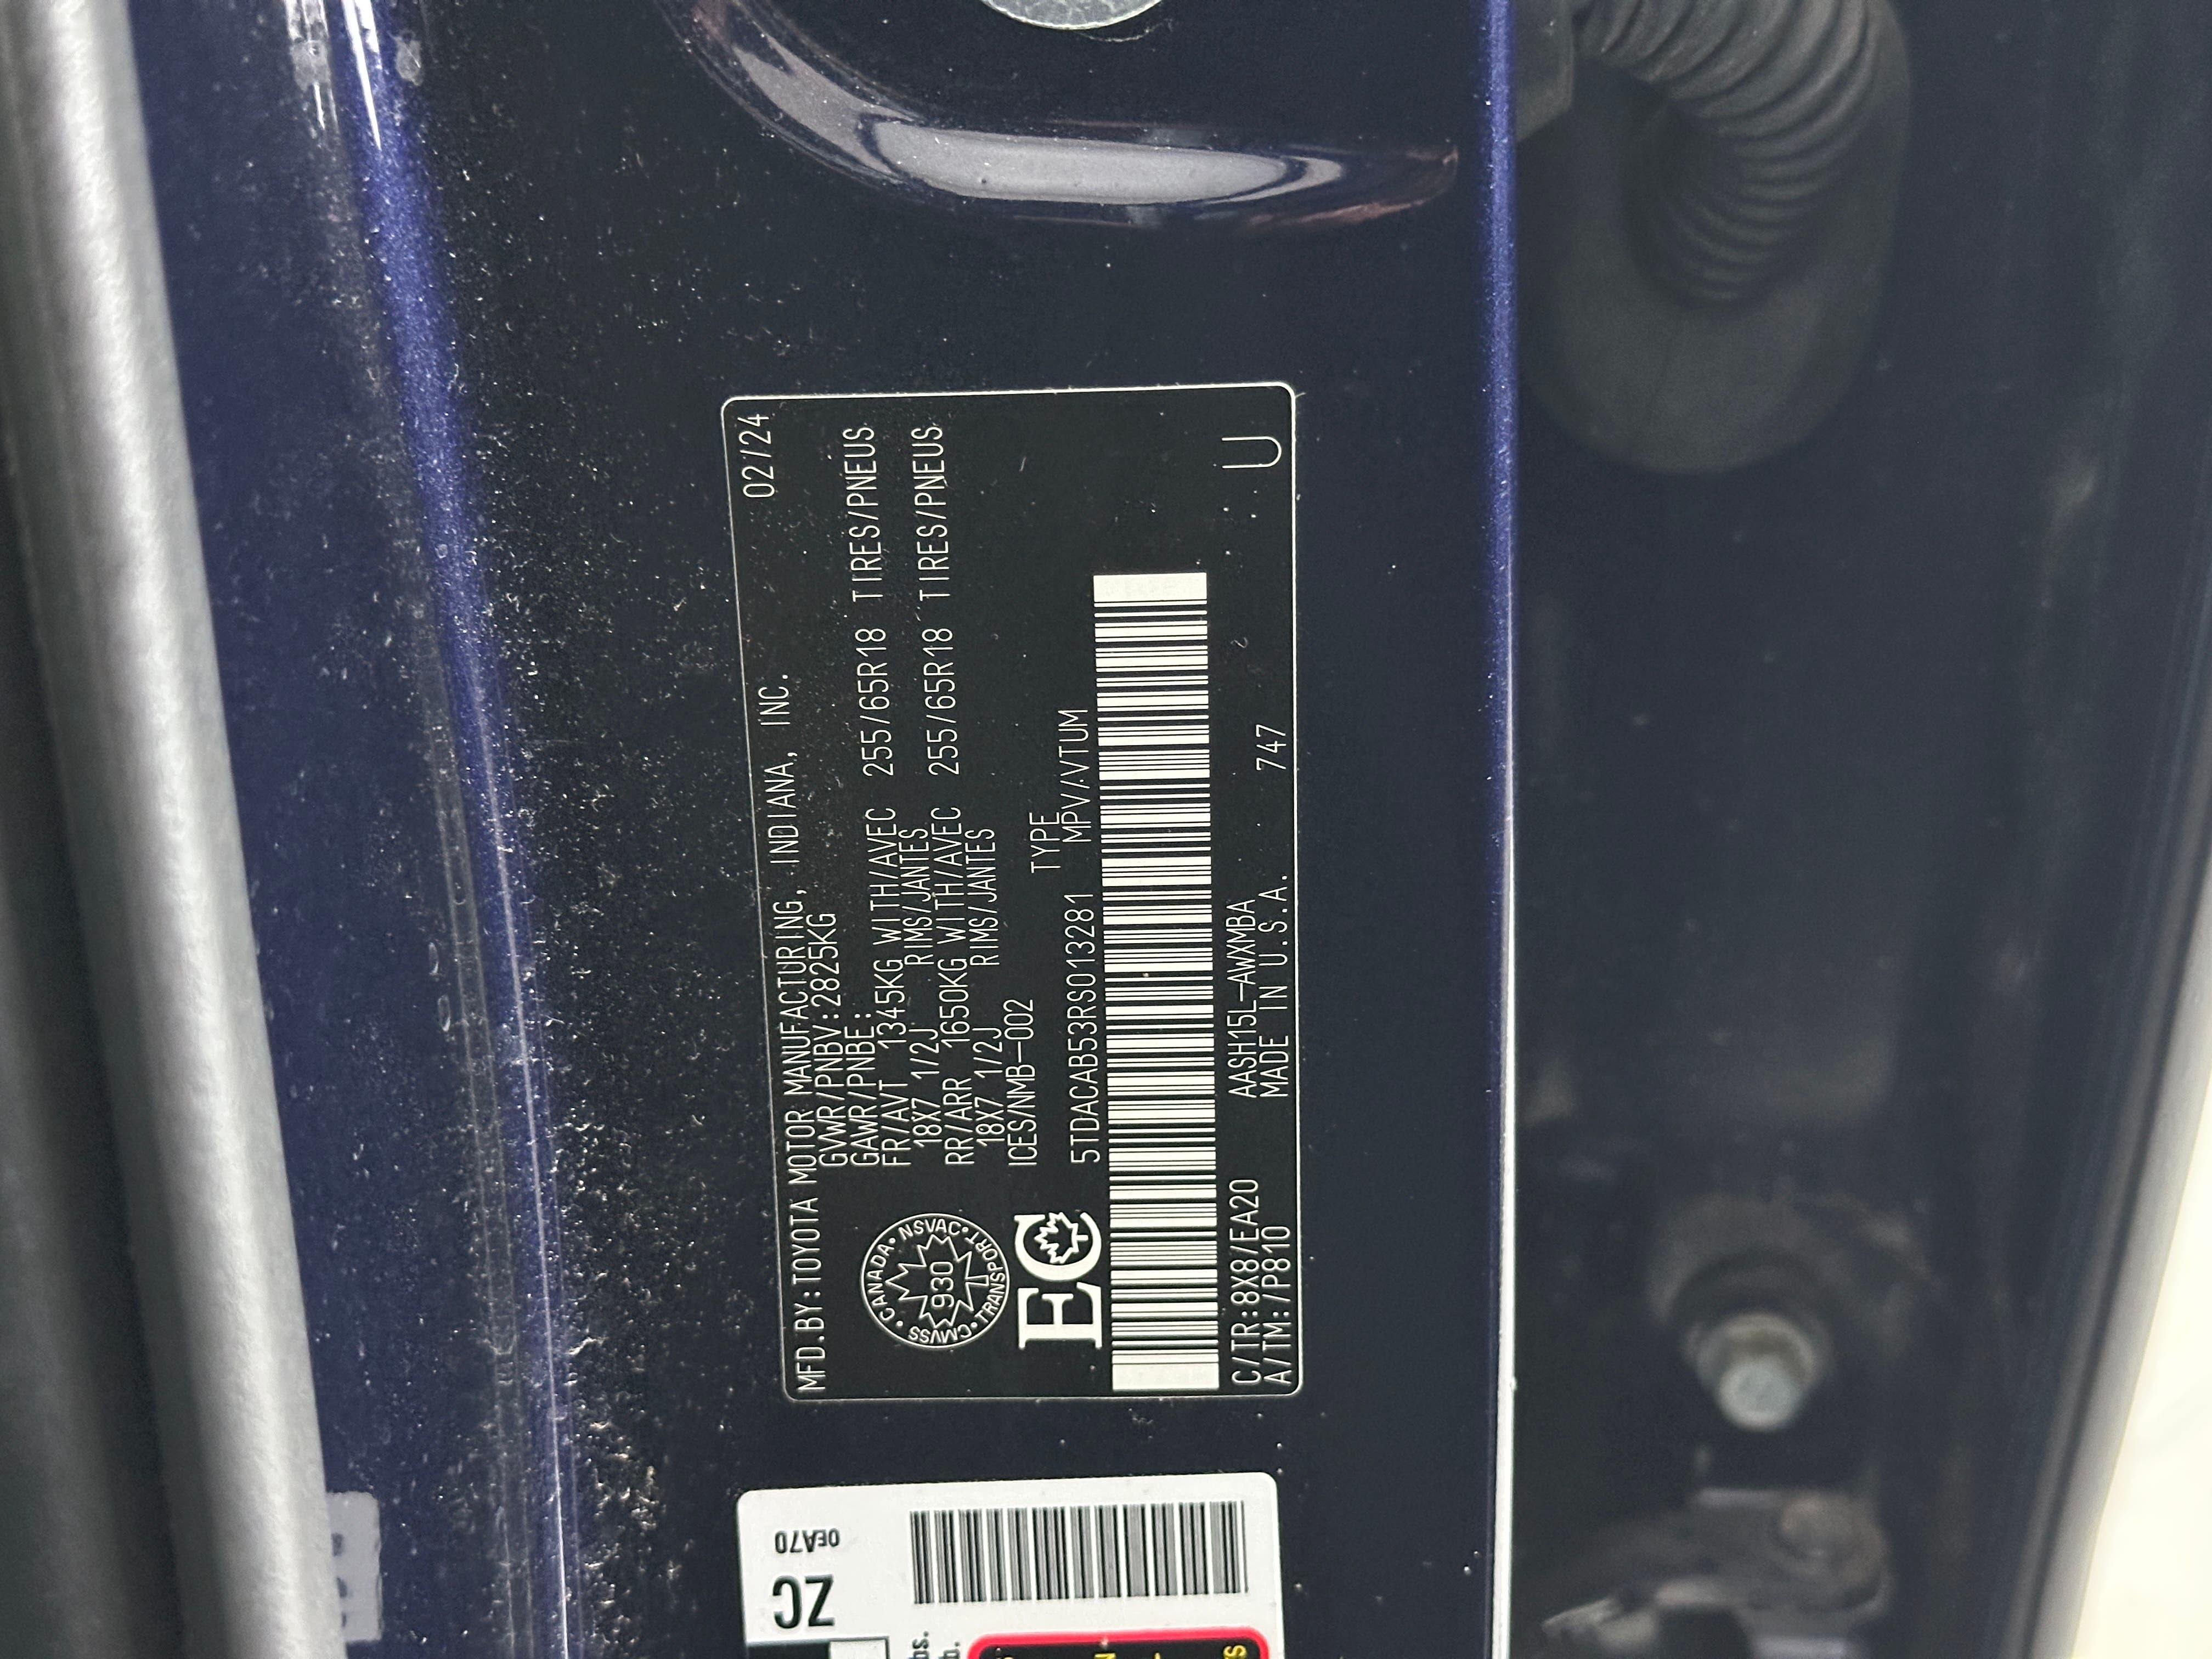 MFD.BY:TOYOTA MOTOR MANUFACTURING, INDIANA, INC. 02/24
GVWR/PNBV:2825KG
GAWR/PNBE:
FR/AVT 1345KG WITH/AVEC 255/65R18 TIRES/PNEUS
18X7 1/2J RIMS/JANTES
RR/ARR 1650KG WITH/AVEC 255/65R18 TIRES/PNEUS
18X7 1/2J RIMS/JANTES
ICES/NMB-002
CANADA • NSVAC • TRANSPORT • CMVSS •
930
EC
TYPE
5TDACAB53RS013281 MPV/VTUM
C/TR:8X8/EA20 AASH15L-AWXMBA
A/TM:/P810 MADE IN U.S.A. 747 U
ZC
0EA70
0EA70